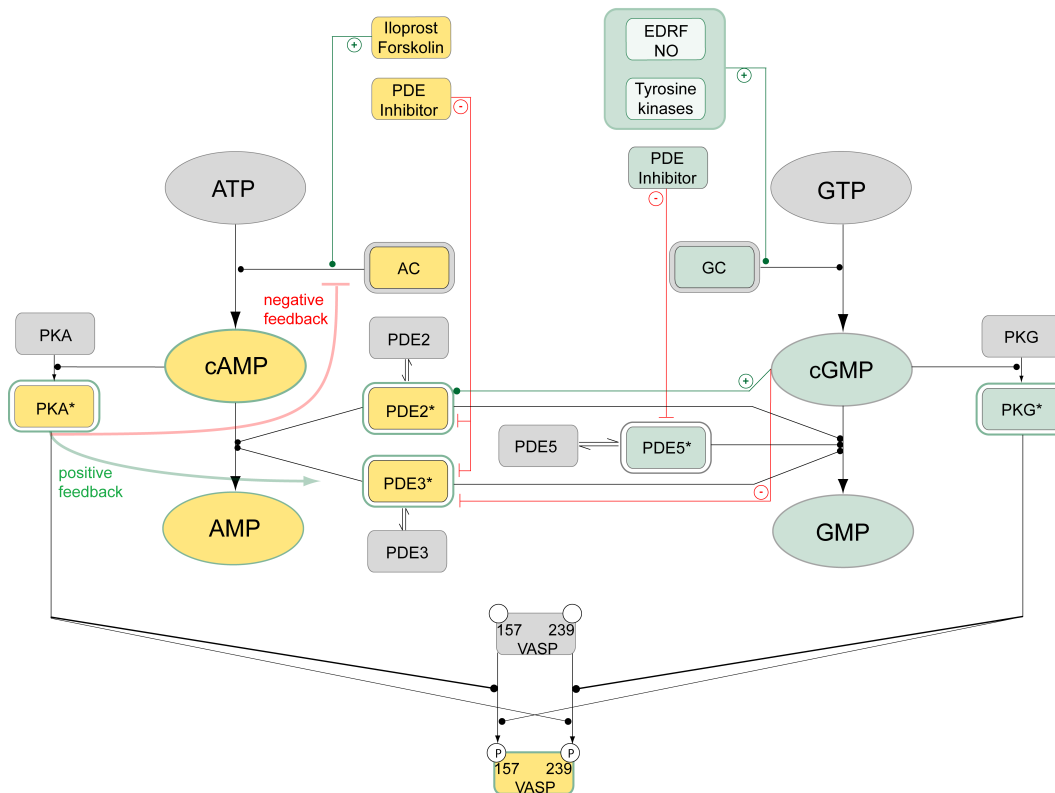 Iloprost
Forskolin
+
EDRF
NO
+
PDE
Inhibitor
-
Tyrosine
kinases
PDE
Inhibitor
-
ATP
GTP
AC
GC
negative
feedback
PKA
PDE2
PKG
cAMP
cGMP
+
PKA*
PDE2*
PKG*
PDE5
PDE5*
positive
feedback
PDE3*
-
AMP
GMP
PDE3
157 239
VASP
P P
157 239
VASP